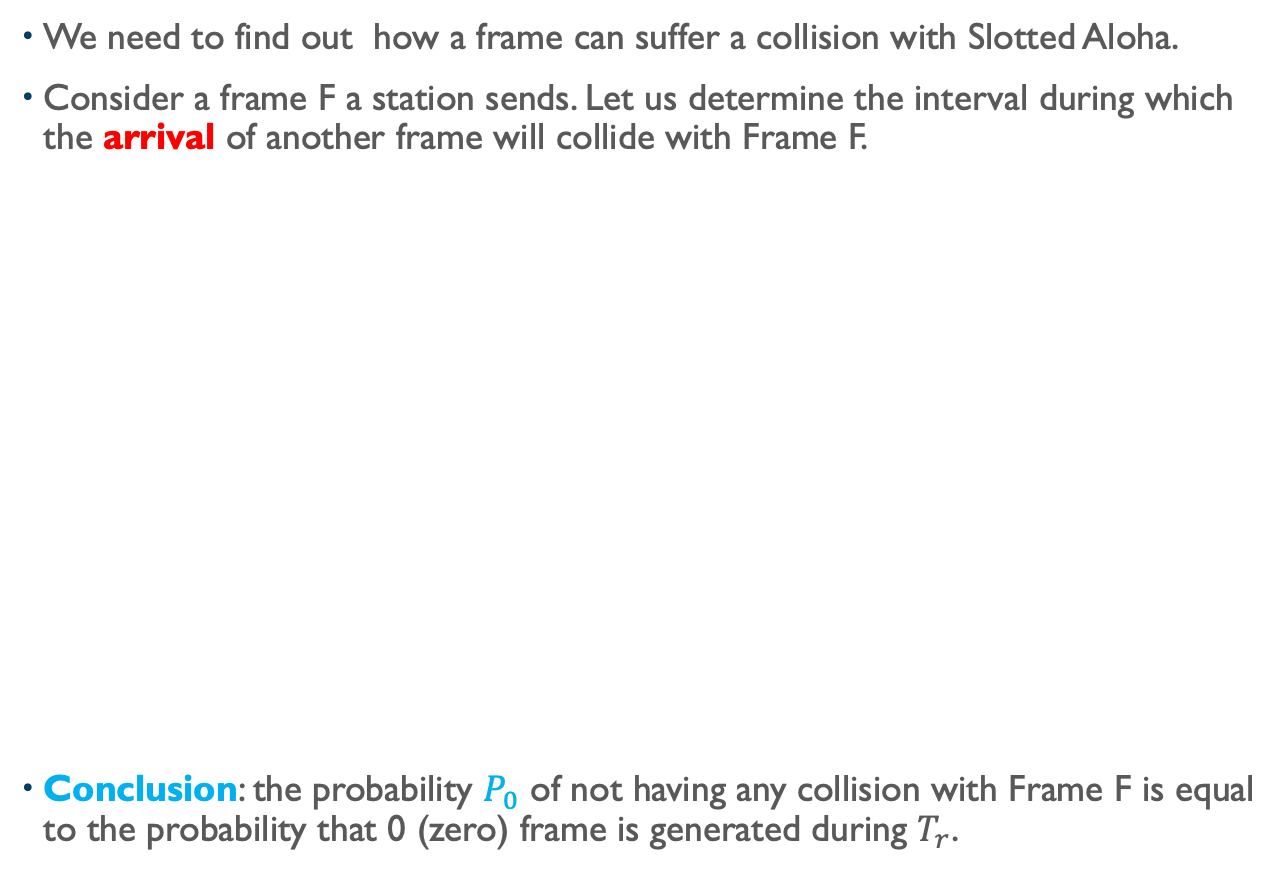 • We need to find out  how a frame can suffer a collision with Slotted Aloha.
• Consider a frame F a station sends. Let us determine the interval during which
the arrival of another frame will collide with Frame F.
• Conclusion: the probability P₀ of not having any collision with Frame F is equal
to the probability that 0 (zero) frame is generated during Tᵣ.